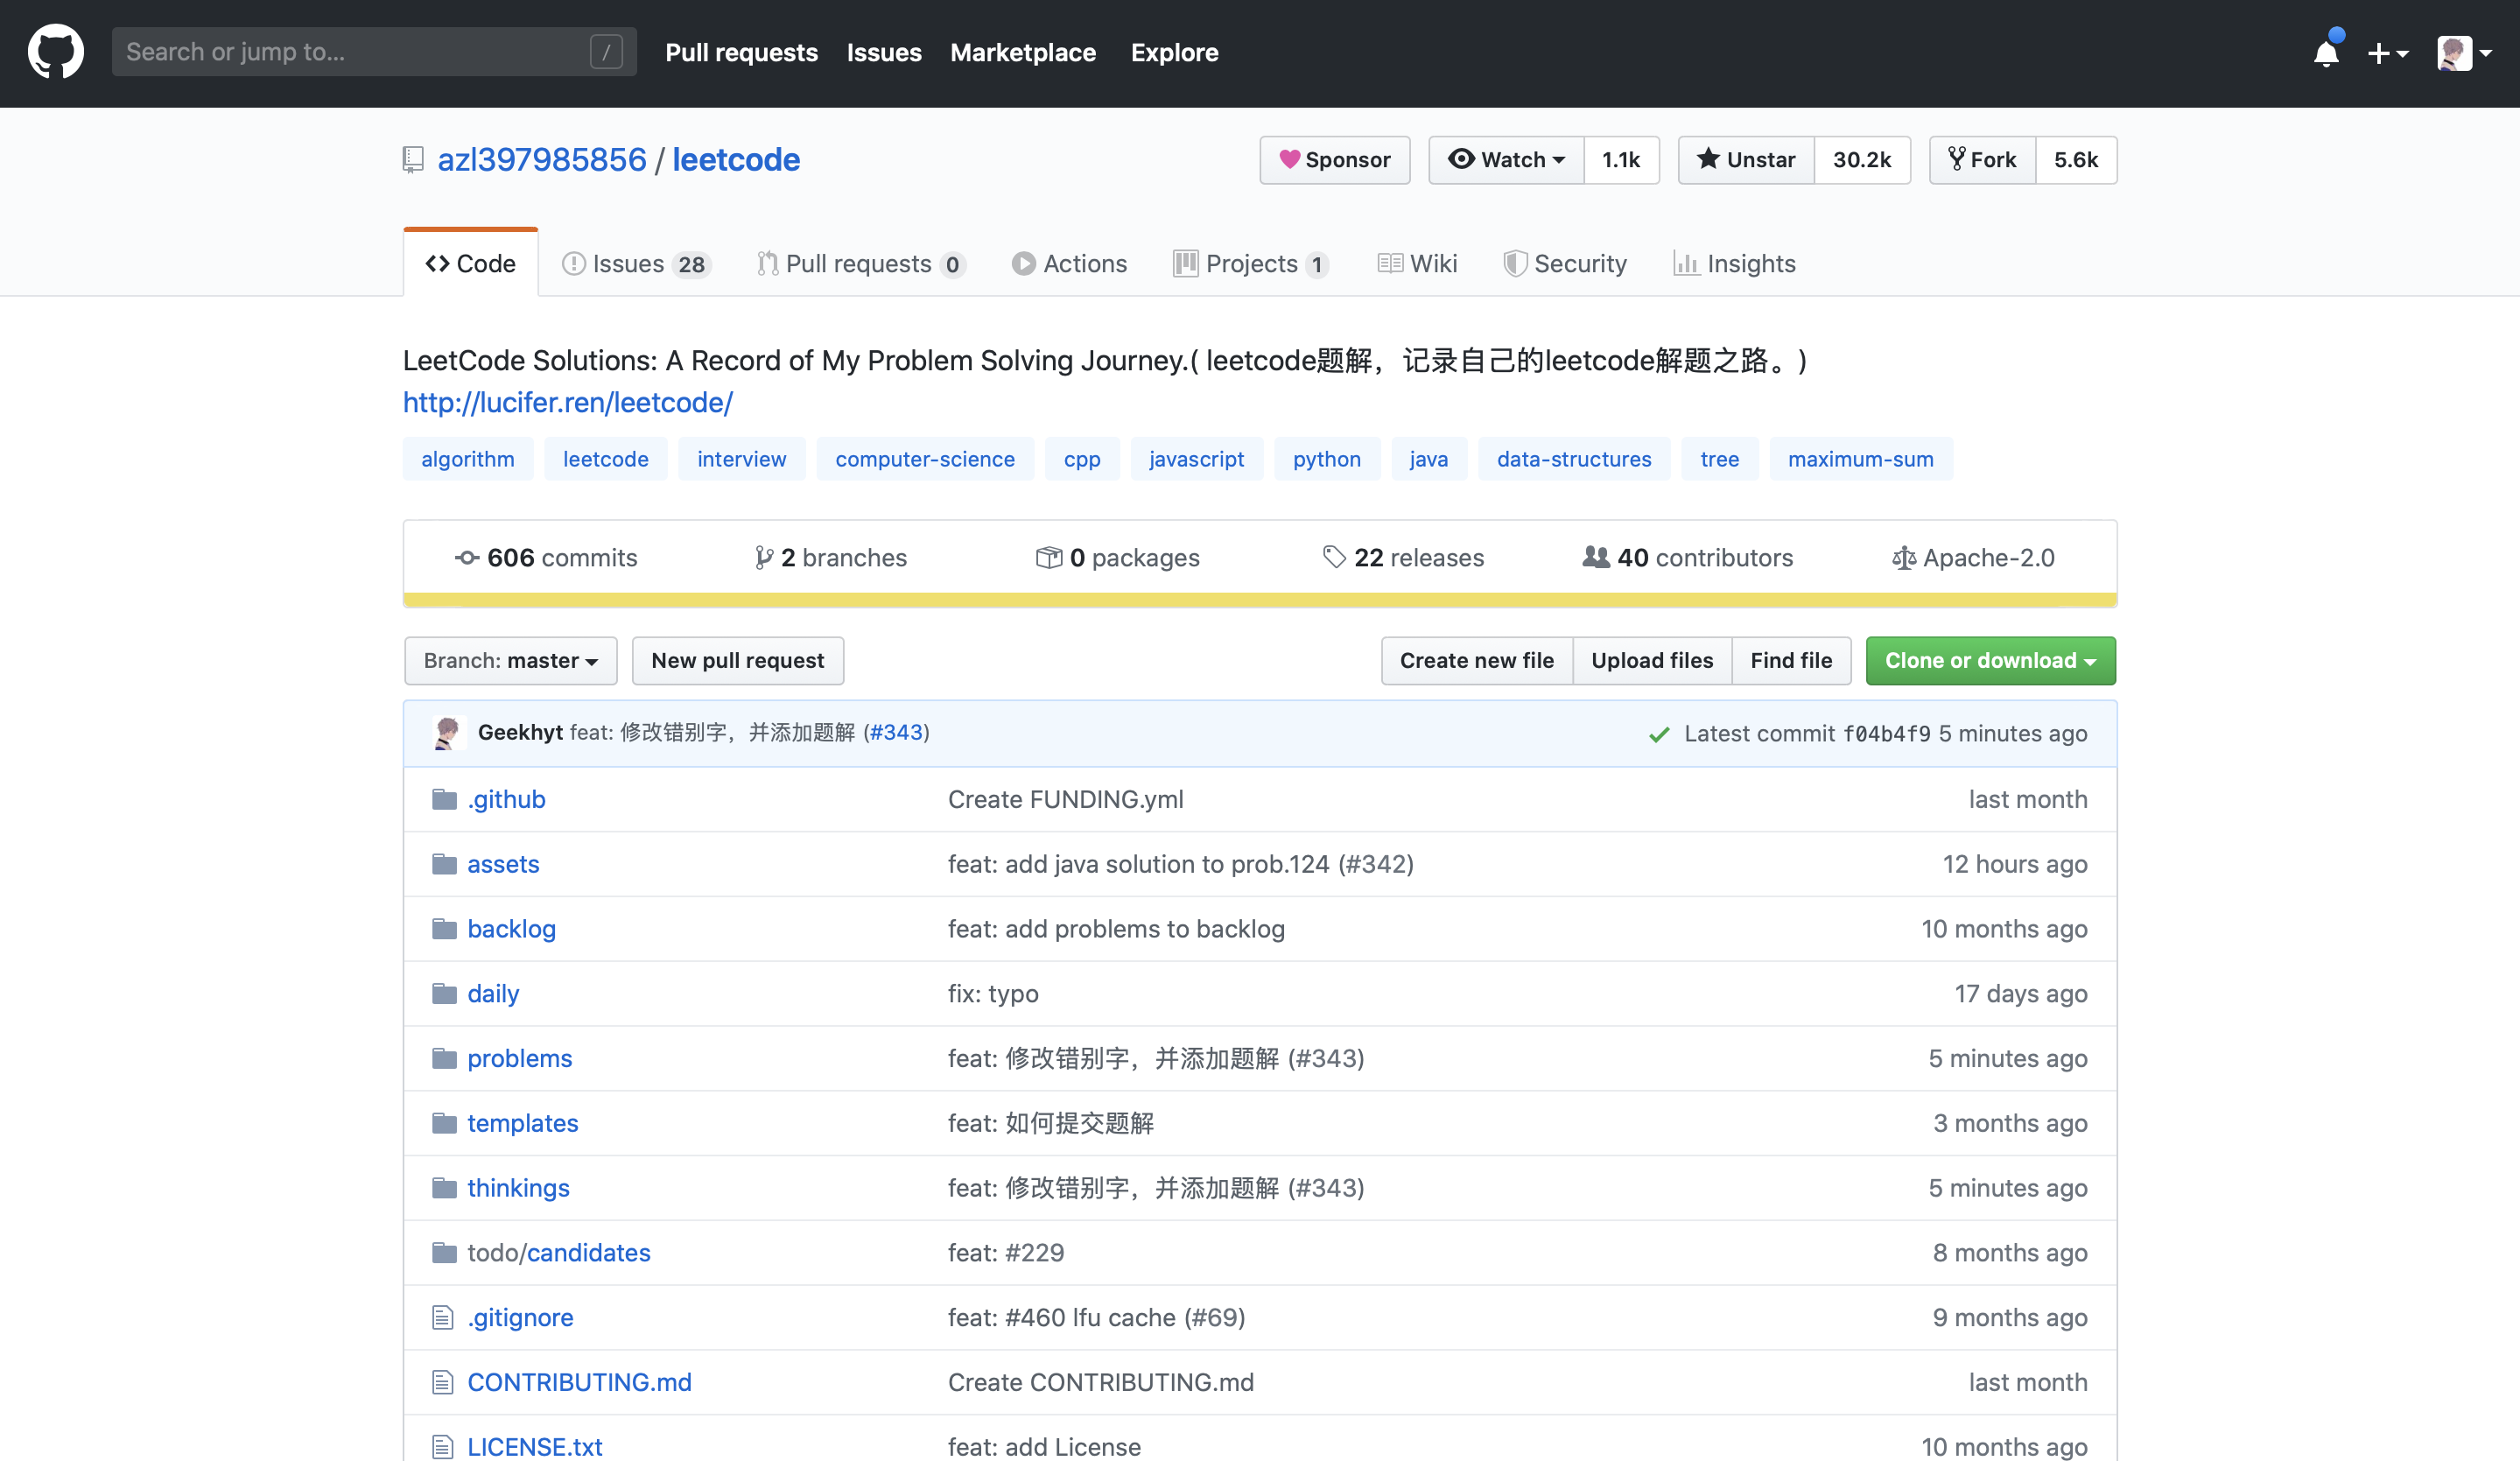 Search or jump to... /
Pull requests Issues Marketplace Explore
azl397985856 / leetcode
Sponsor Watch 1.1k Unstar 30.2k Fork 5.6k
Code Issues 28 Pull requests 0 Actions Projects 1 Wiki Security Insights
LeetCode Solutions: A Record of My Problem Solving Journey.( leetcode题解，记录自己的leetcode解题之路。)
http://lucifer.ren/leetcode/
algorithm leetcode interview computer-science cpp javascript python java data-structures tree maximum-sum
606 commits 2 branches 0 packages 22 releases 40 contributors Apache-2.0
Branch: master New pull request Create new file Upload files Find file Clone or download
Geekhyt feat: 修改错别字，并添加题解 (#343) Latest commit f04b4f9 5 minutes ago
.github Create FUNDING.yml last month
assets feat: add java solution to prob.124 (#342) 12 hours ago
backlog feat: add problems to backlog 10 months ago
daily fix: typo 17 days ago
problems feat: 修改错别字，并添加题解 (#343) 5 minutes ago
templates feat: 如何提交题解 3 months ago
thinkings feat: 修改错别字，并添加题解 (#343) 5 minutes ago
todo/candidates feat: #229 8 months ago
.gitignore feat: #460 lfu cache (#69) 9 months ago
CONTRIBUTING.md Create CONTRIBUTING.md last month
LICENSE.txt feat: add License 10 months ago